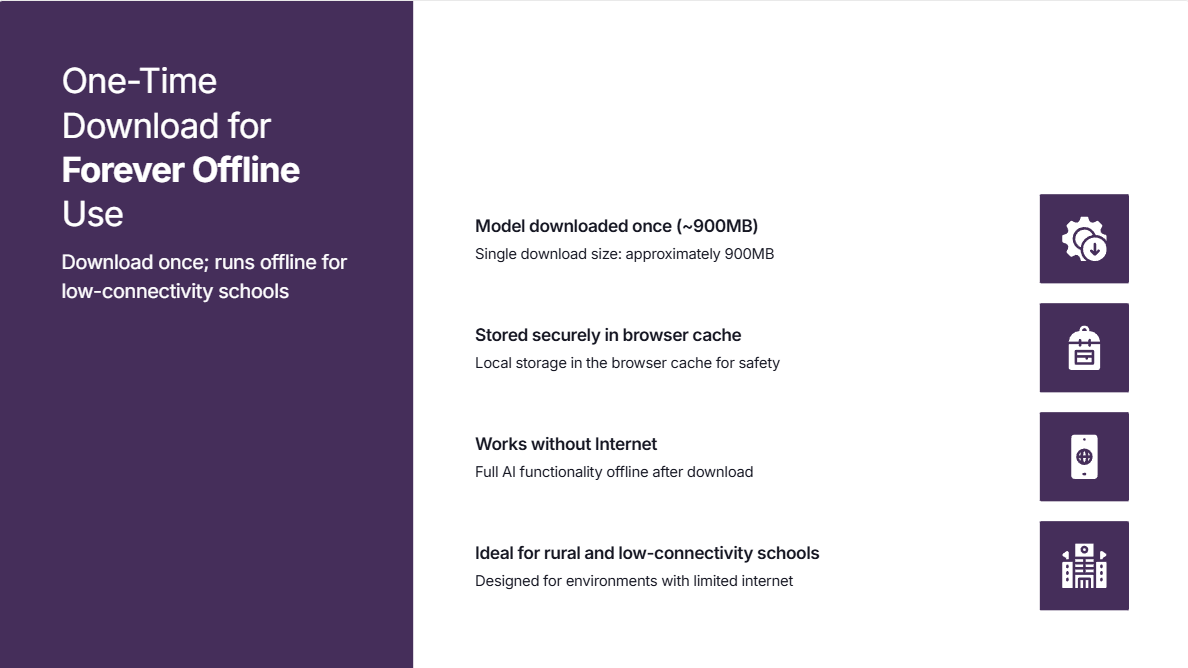 One-Time
Download for
Forever Offline
Use
Download once; runs offline for
low-connectivity schools
Model downloaded once (~900MB)
Single download size: approximately 900MB
Stored securely in browser cache
Local storage in the browser cache for safety
Works without Internet
Full AI functionality offline after download
Ideal for rural and low-connectivity schools
Designed for environments with limited internet